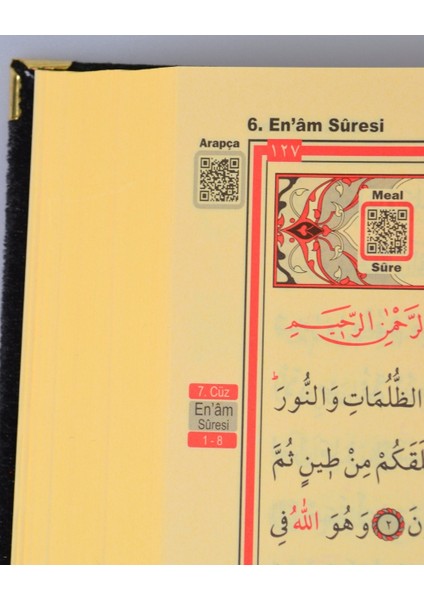 6. En'âm Sûresi
Arapça
١٢٧
Meal
Sûre
الرَّحْمٰنِ الرَّحٖيمِ
الظُّلُمَاتِ وَالنُّورَ
7. Cüz
En'âm
Sûresi
1 - 8
لَقَكُمْ مِنْ طٖينٍ ثُمَّ
نَ ٢ وَهُوَ اللّٰهُ فِي